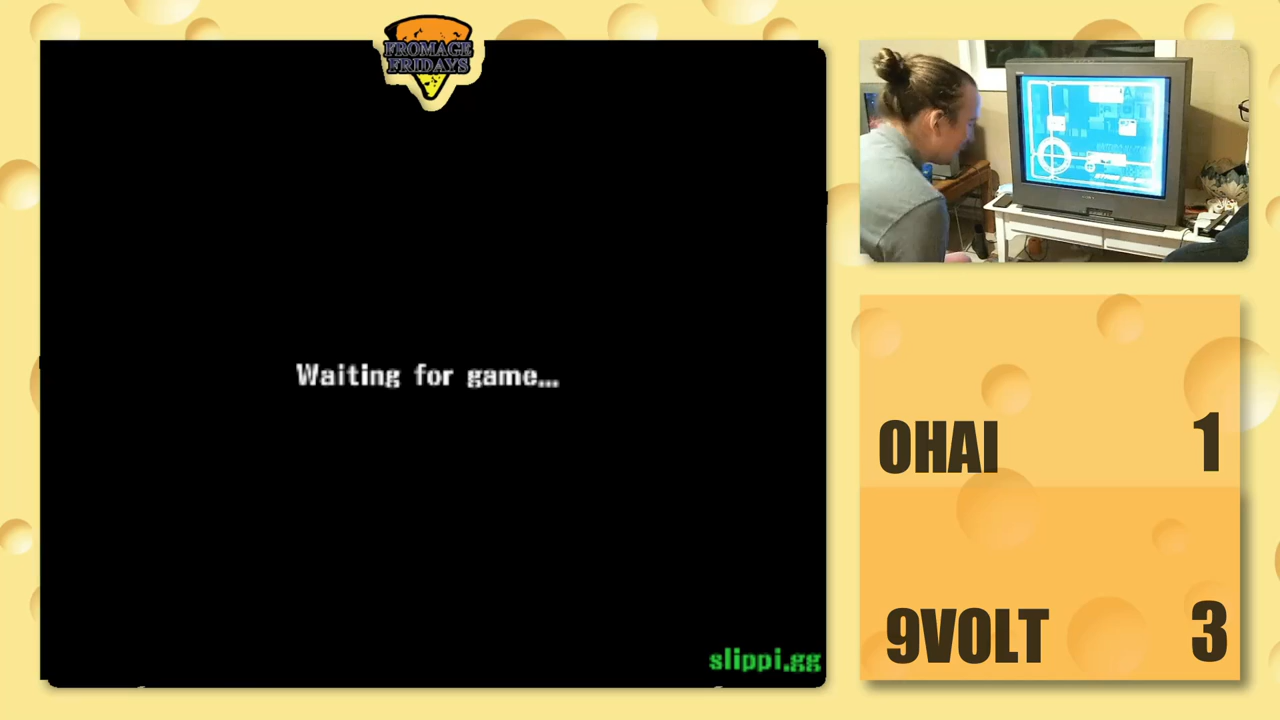 FROMAGE
FRIDAYS
Waiting for game...
slippi.gg
OHAI 1
9VOLT 3